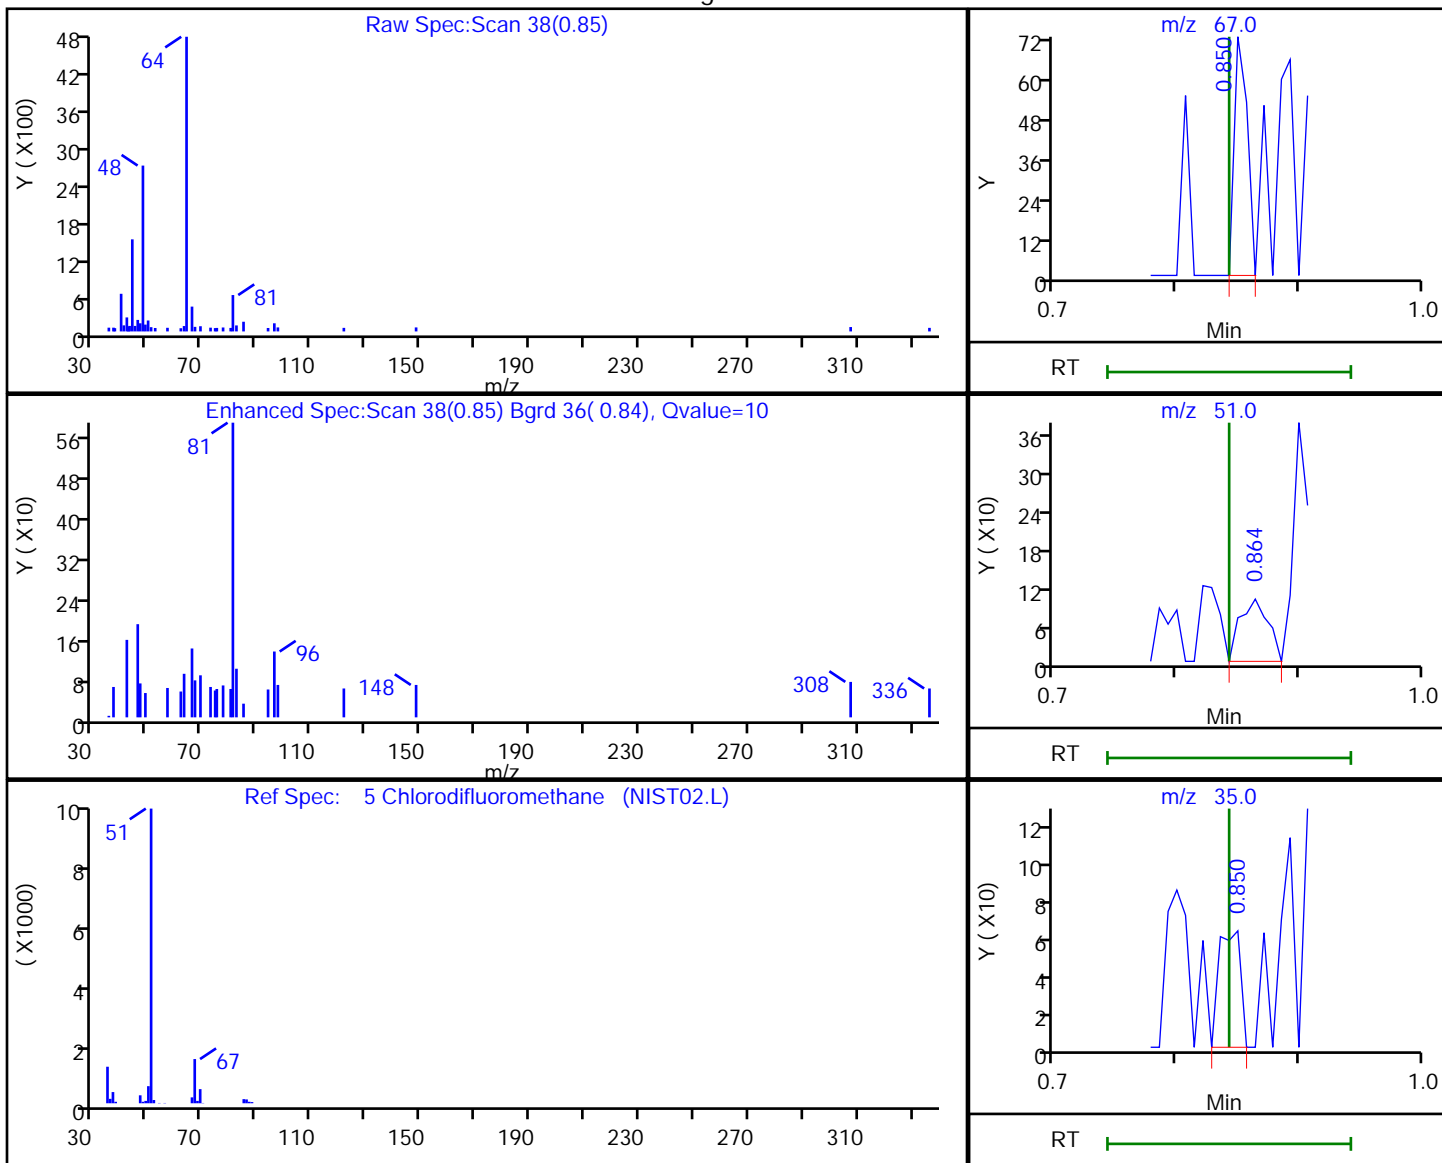 Raw Spec:Scan 38(0.85)
48
42
36
30
24
18
12
6
0
Y ( X100)
64
48
81
30 70 110 150 190 230 270 310
m/z
m/z 67.0
72
60
48
36
24
12
0
Y
0.850
0.7 1.0
Min
RT
Enhanced Spec:Scan 38(0.85) Bgrd 36( 0.84), Qvalue=10
56
48
40
32
24
16
8
0
Y ( X10)
81
96
148
308
336
30 70 110 150 190 230 270 310
m/z
m/z 51.0
36
30
24
18
12
6
0
Y ( X10)
0.864
0.7 1.0
Min
RT
Ref Spec: 5 Chlorodifluoromethane (NIST02.L)
10
8
6
4
2
0
( X1000)
51
67
30 70 110 150 190 230 270 310
m/z 35.0
12
10
8
6
4
2
0
Y ( X10)
0.850
0.7 1.0
Min
RT